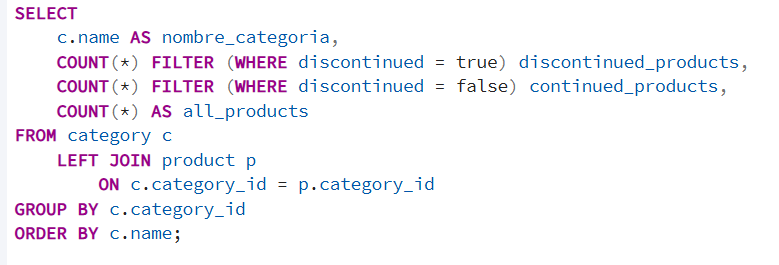 SELECT
c.name AS nombre_categoria,
COUNT(*) FILTER (WHERE discontinued = true) discontinued_products,
COUNT(*) FILTER (WHERE discontinued = false) continued_products,
COUNT(*) AS all_products
FROM category c
LEFT JOIN product p
ON c.category_id = p.category_id
GROUP BY c.category_id
ORDER BY c.name;